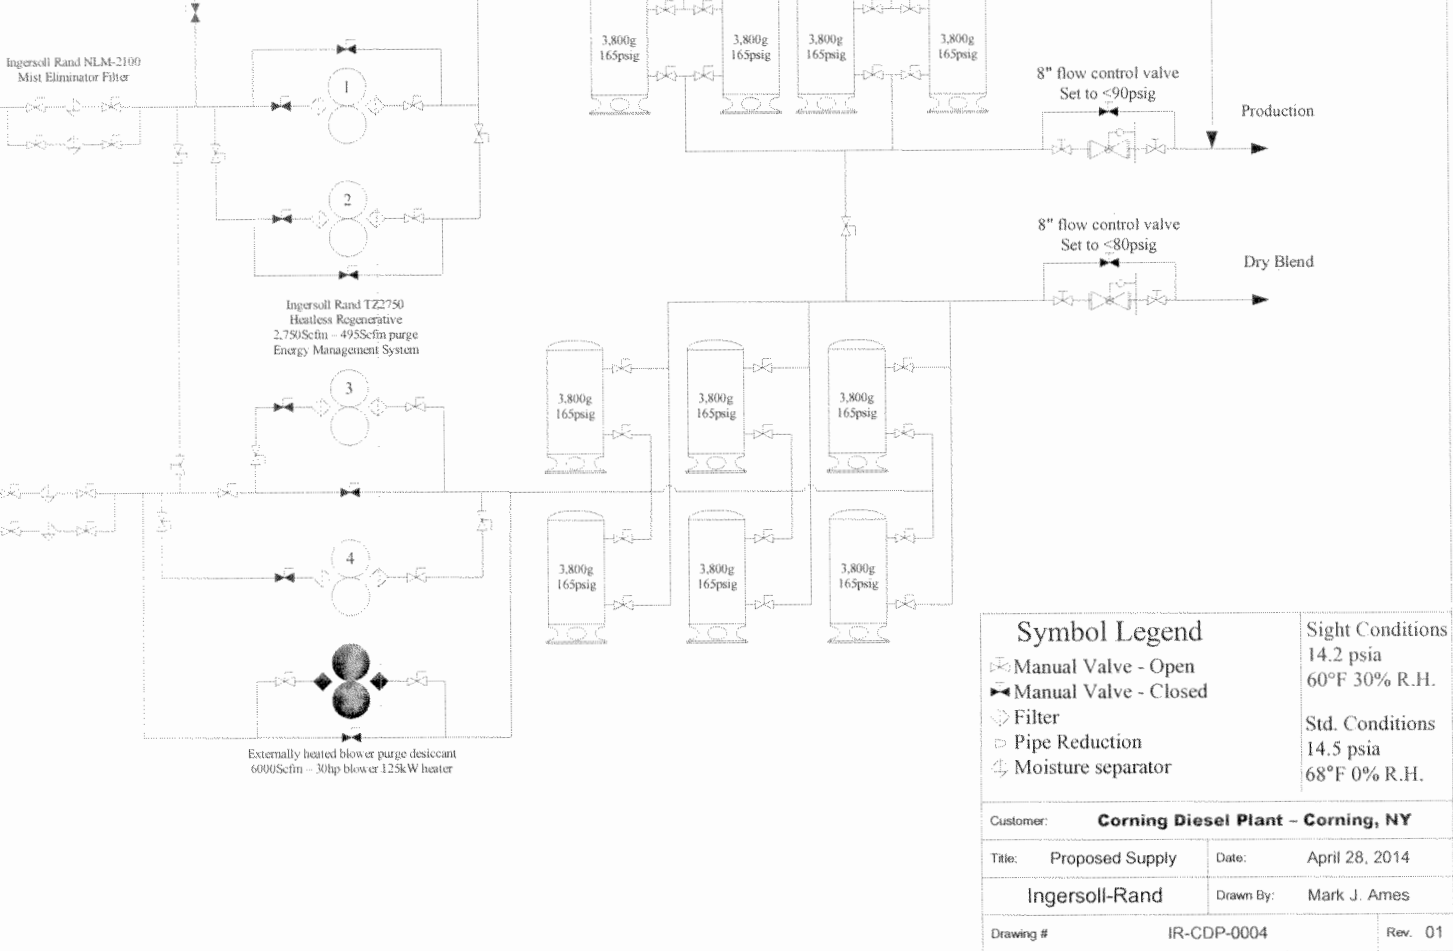 3,800g
165psig
3,800g
165psig
3,800g
165psig
3,800g
165psig
Ingersoll Rand NLM-2100
Mist Eliminator Filter
1
8" flow control valve
Set to <90psig
Production
2
8" flow control valve
Set to <80psig
Dry Blend
Ingersoll Rand TZ2750
Heatless Regenerative
2,750Scfm – 495Scfm purge
Energy Management System
3
3,800g
165psig
3,800g
165psig
3,800g
165psig
4
3,800g
165psig
3,800g
165psig
3,800g
165psig
Externally heated blower purge desiccant
6000Scfm – 30hp blower 125kW heater
Symbol Legend
Manual Valve - Open
Manual Valve - Closed
Filter
Pipe Reduction
Moisture separator
Sight Conditions
14.2 psia
60°F 30% R.H.
Std. Conditions
14.5 psia
68°F 0% R.H.
Customer: Corning Diesel Plant – Corning, NY
Title: Proposed Supply Date: April 28, 2014
Ingersoll-Rand Drawn By: Mark J. Ames
Drawing # IR-CDP-0004 Rev. 01